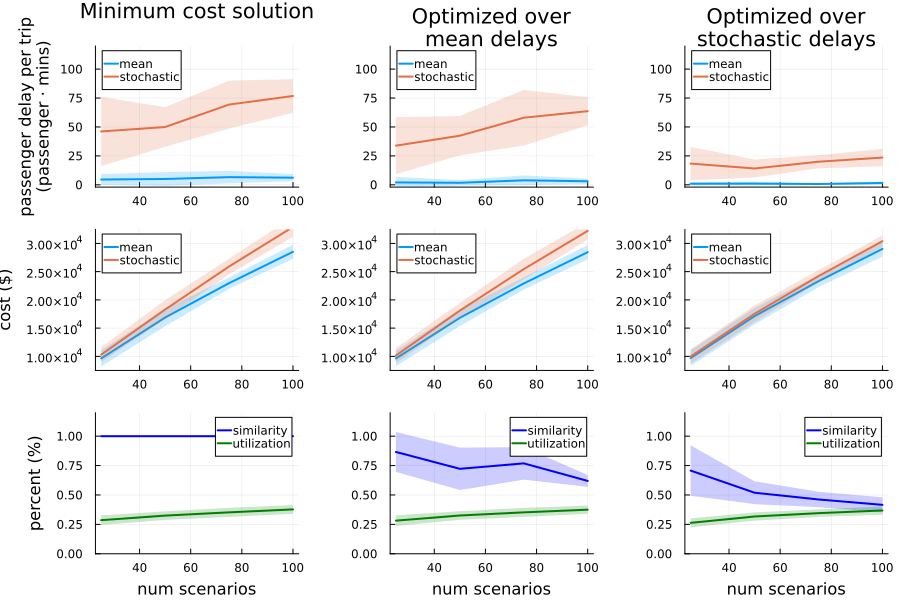 Minimum cost solution
Optimized over
mean delays
Optimized over
stochastic delays
passenger delay per trip
(passenger · mins)
100
75
50
25
0
mean
stochastic
40 60 80 100
100
75
50
25
0
mean
stochastic
40 60 80 100
100
75
50
25
0
mean
stochastic
40 60 80 100
cost ($)
3.00×10⁴
2.50×10⁴
2.00×10⁴
1.50×10⁴
1.00×10⁴
mean
stochastic
40 60 80 100
3.00×10⁴
2.50×10⁴
2.00×10⁴
1.50×10⁴
1.00×10⁴
mean
stochastic
40 60 80 100
3.00×10⁴
2.50×10⁴
2.00×10⁴
1.50×10⁴
1.00×10⁴
mean
stochastic
40 60 80 100
percent (%)
1.00
0.75
0.50
0.25
0.00
similarity
utilization
40 60 80 100
num scenarios
1.00
0.75
0.50
0.25
0.00
similarity
utilization
40 60 80 100
num scenarios
1.00
0.75
0.50
0.25
0.00
similarity
utilization
40 60 80 100
num scenarios